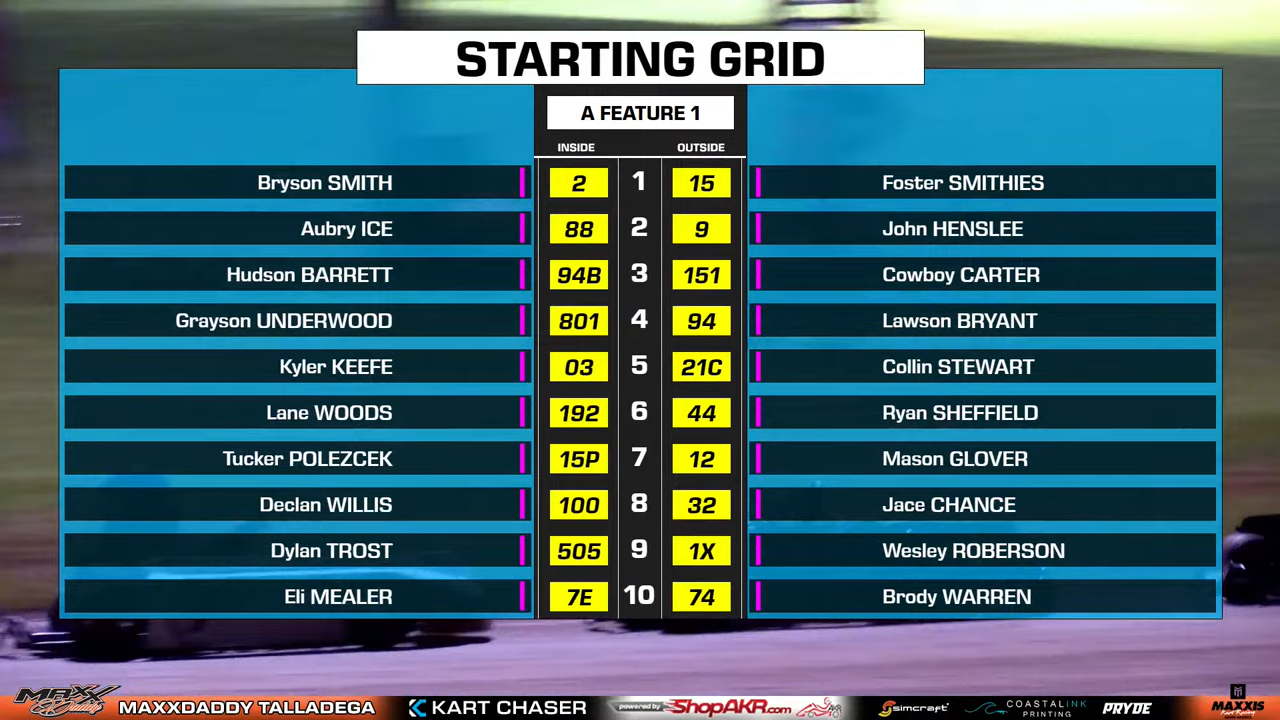 STARTING GRID
A FEATURE 1
INSIDE OUTSIDE
Bryson SMITH 2 1 15 Foster SMITHIES
Aubry ICE 88 2 9 John HENSLEE
Hudson BARRETT 94B 3 151 Cowboy CARTER
Grayson UNDERWOOD 801 4 94 Lawson BRYANT
Kyler KEEFE 03 5 21C Collin STEWART
Lane WOODS 192 6 44 Ryan SHEFFIELD
Tucker POLEZCEK 15P 7 12 Mason GLOVER
Declan WILLIS 100 8 32 Jace CHANCE
Dylan TROST 505 9 1X Wesley ROBERSON
Eli MEALER 7E 10 74 Brody WARREN
MAXX Daddy MAXXDADDY TALLADEGA KART CHASER powered by ShopAKR.com simcraft COASTALINK PRINTING PRYDE MAXXIS